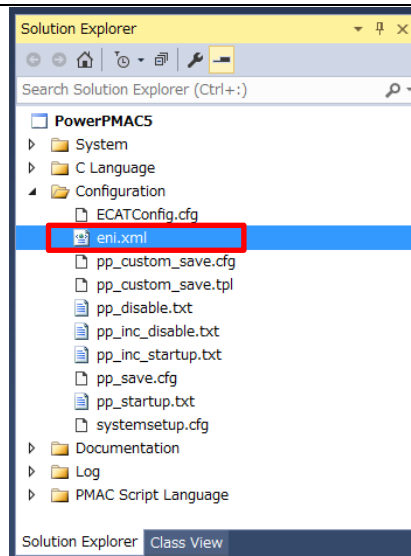 Solution Explorer
Search Solution Explorer (Ctrl+:)
PowerPMAC5
System
C Language
Configuration
ECATConfig.cfg
eni.xml
pp_custom_save.cfg
pp_custom_save.tpl
pp_disable.txt
pp_inc_disable.txt
pp_inc_startup.txt
pp_save.cfg
pp_startup.txt
systemsetup.cfg
Documentation
Log
PMAC Script Language
Solution Explorer Class View